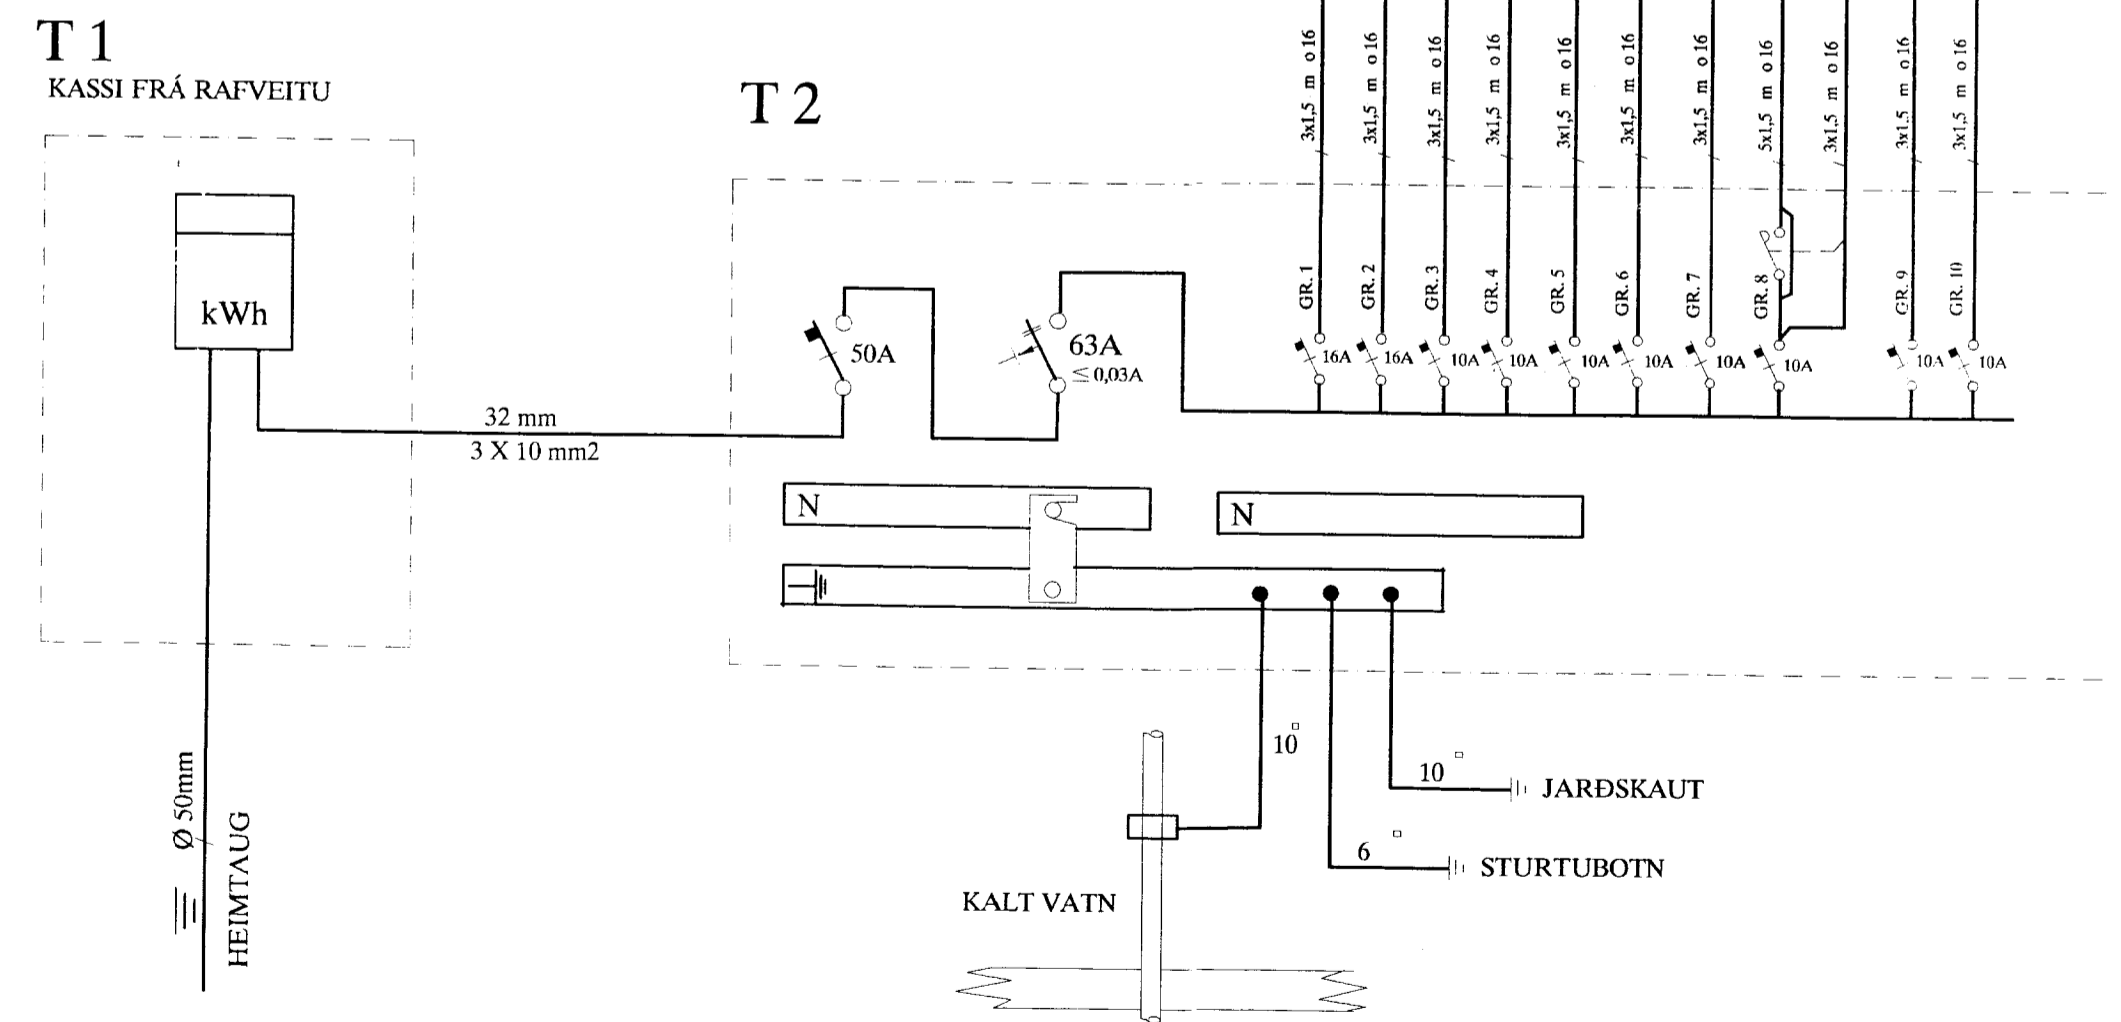 T 1
KASSI FRÁ RAFVEITU
kWh
Ø 50mm
HEIMTAUG
32 mm
3 X 10 mm2
T 2
50A
63A
≤ 0,03A
3x1,5 m o 16
3x1,5 m o 16
3x1,5 m o 16
3x1,5 m o 16
3x1,5 m o 16
3x1,5 m o 16
3x1,5 m o 16
5x1,5 m o 16
3x1,5 m o 16
3x1,5 m o 16
3x1,5 m o 16
GR. 1
GR. 2
GR. 3
GR. 4
GR. 5
GR. 6
GR. 7
GR. 8
GR. 9
GR. 10
16A
16A
10A
10A
10A
10A
10A
10A
10A
10A
N
N
10
10
JARÐSKAUT
6
STURTUBOTN
KALT VATN